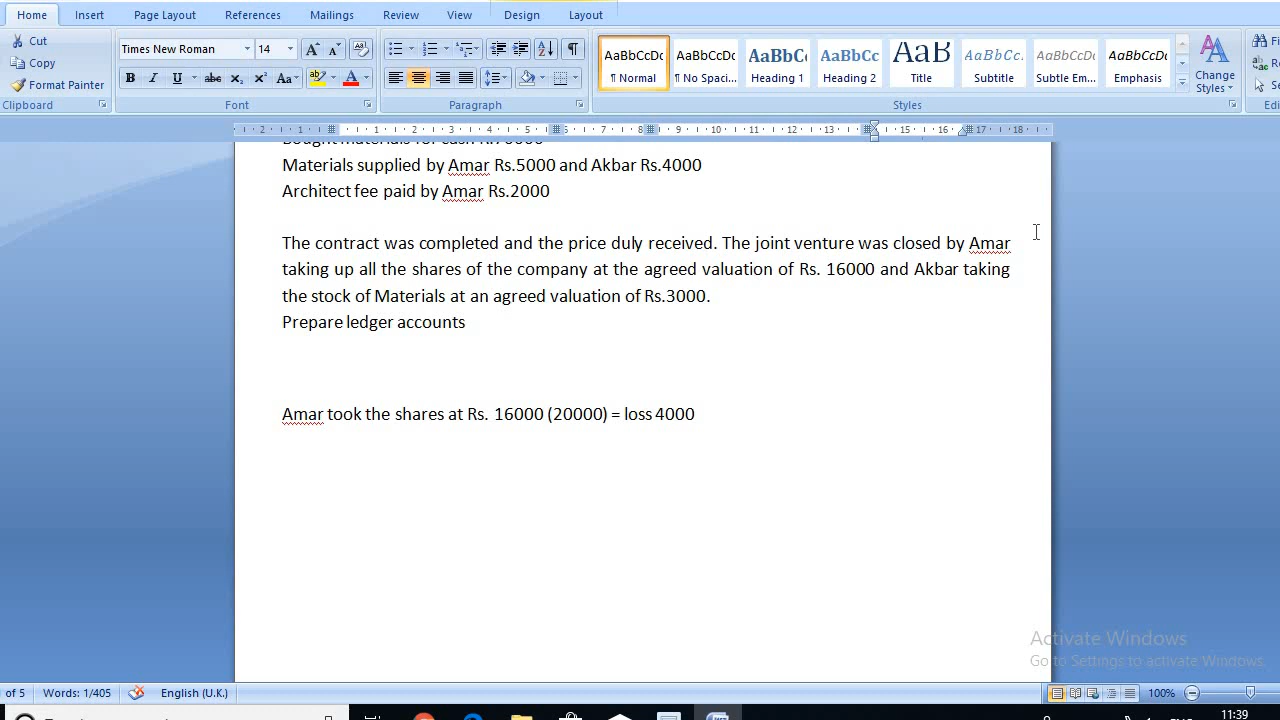 Home Insert Page Layout References Mailings Review View Design Layout
Cut
Copy
Format Painter
Clipboard
Times New Roman 14
Font
Paragraph
AaBbCcDc AaBbCcDc AaBbC AaBbCc AaB AaBbCc. AaBbCcDc AaBbCcDc
¶ Normal ¶ No Spaci... Heading 1 Heading 2 Title Subtitle Subtle Em... Emphasis
Change Styles
Styles
Materials supplied by Amar Rs.5000 and Akbar Rs.4000
Architect fee paid by Amar Rs.2000
The contract was completed and the price duly received. The joint venture was closed by Amar
taking up all the shares of the company at the agreed valuation of Rs. 16000 and Akbar taking
the stock of Materials at an agreed valuation of Rs.3000.
Prepare ledger accounts
Amar took the shares at Rs. 16000 (20000) = loss 4000
Activate Windows
Go to Settings to activate Windows.
of 5 Words: 1/405 English (U.K.) 100%
11:39